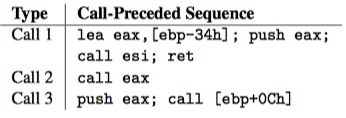 Type Call-Preceded Sequence
Call 1 lea eax,[ebp-34h]; push eax;
call esi; ret
Call 2 call eax
Call 3 push eax; call [ebp+0Ch]